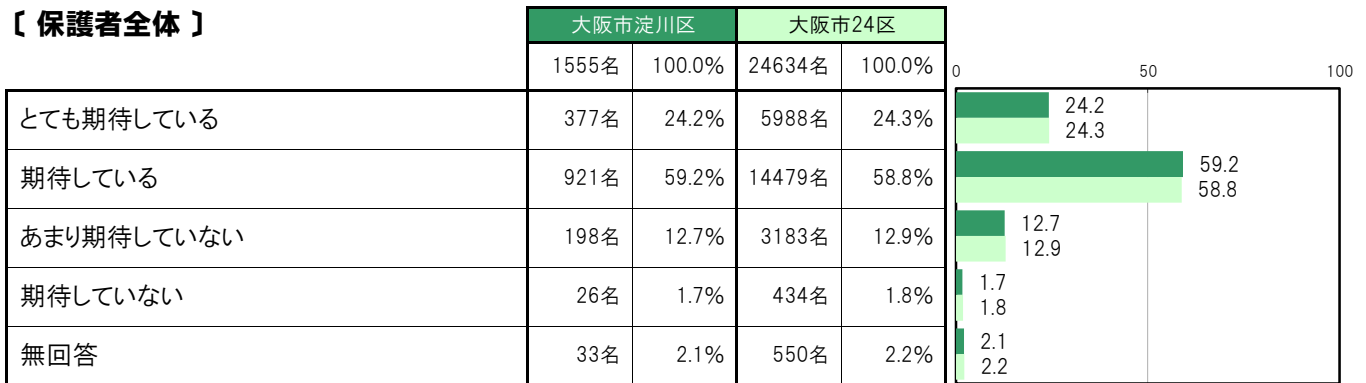 〔 保護者全体 〕
大阪市淀川区 大阪市24区
1555名 100.0% 24634名 100.0%
0 50 100
とても期待している 377名 24.2% 5988名 24.3%
24.2
24.3
期待している 921名 59.2% 14479名 58.8%
59.2
58.8
あまり期待していない 198名 12.7% 3183名 12.9%
12.7
12.9
期待していない 26名 1.7% 434名 1.8%
1.7
1.8
無回答 33名 2.1% 550名 2.2%
2.1
2.2